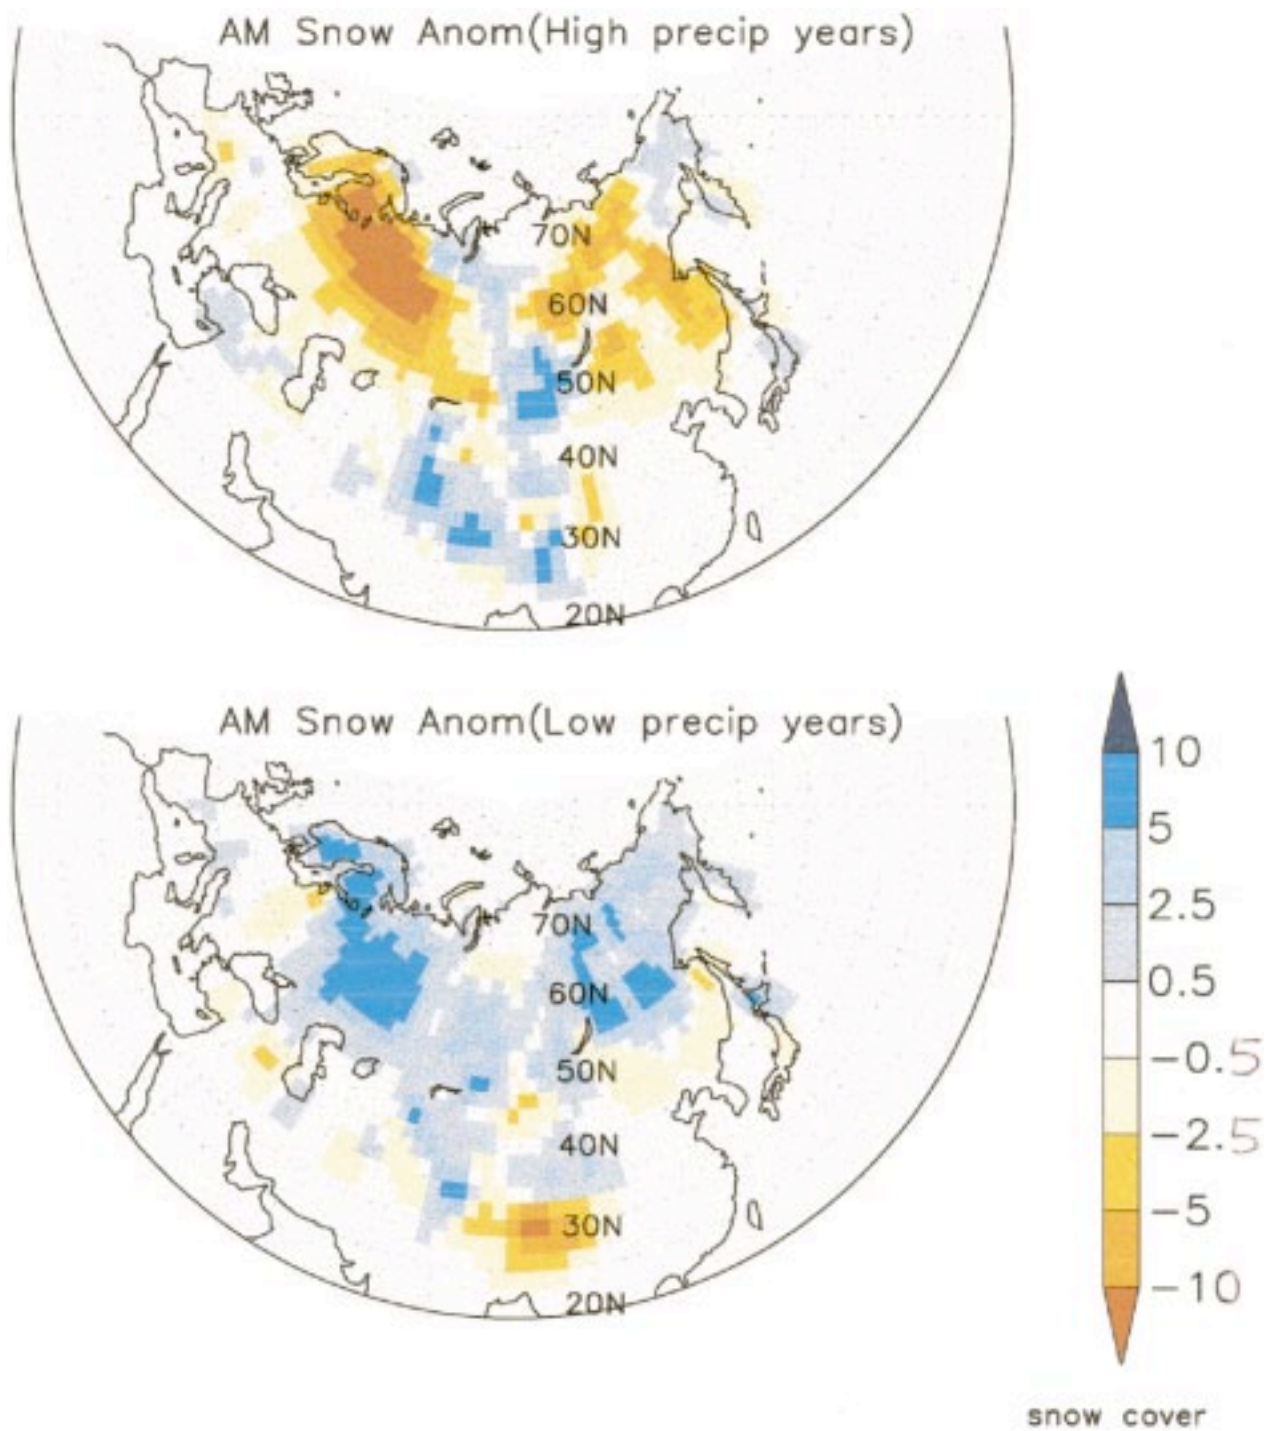 AM Snow Anom(High precip years)
70N
60N
50N
40N
30N
20N
AM Snow Anom(Low precip years)
70N
60N
50N
40N
30N
20N
10
5
2.5
0.5
−0.5
−2.5
−5
−10
snow cover